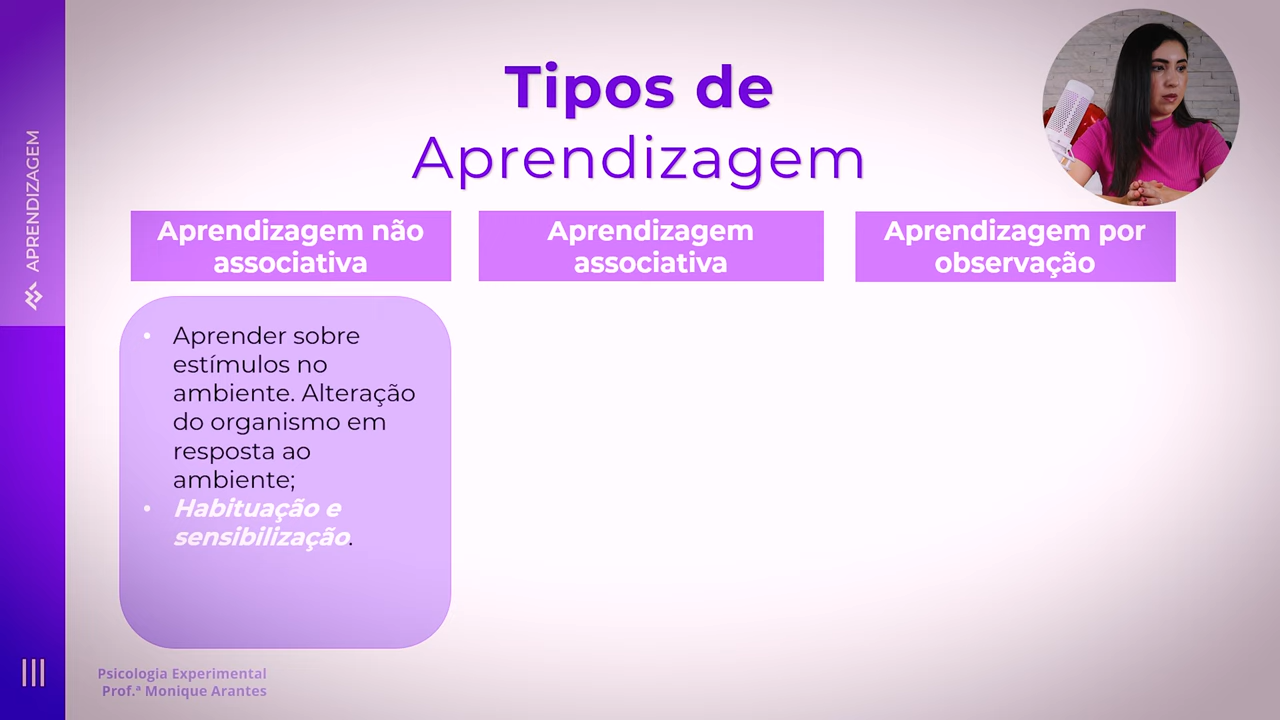 APRENDIZAGEM
Tipos de
Aprendizagem
Aprendizagem não
associativa
Aprendizagem
associativa
Aprendizagem por
observação
• Aprender sobre
estímulos no
ambiente. Alteração
do organismo em
resposta ao
ambiente;
• Habituação e
sensibilização.
Psicologia Experimental
Prof.ª Monique Arantes